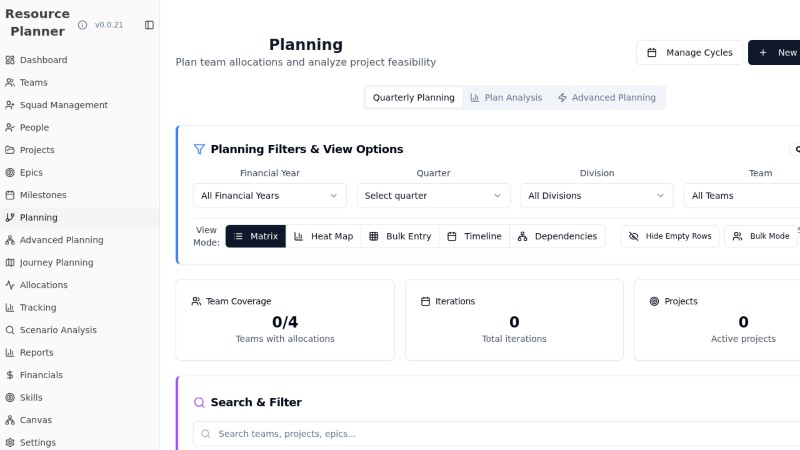 Resource
Planner
v0.0.21
Dashboard
Teams
Squad Management
People
Projects
Epics
Milestones
Planning
Advanced Planning
Journey Planning
Allocations
Tracking
Scenario Analysis
Reports
Financials
Skills
Canvas
Settings
Planning
Plan team allocations and analyze project feasibility
Manage Cycles
New
Quarterly Planning
Plan Analysis
Advanced Planning
Planning Filters & View Options
Financial Year
Quarter
Division
Team
All Financial Years
Select quarter
All Divisions
All Teams
View
Mode:
Matrix
Heat Map
Bulk Entry
Timeline
Dependencies
Hide Empty Rows
Bulk Mode
Team Coverage
0/4
Teams with allocations
Iterations
0
Total iterations
Projects
0
Active projects
Search & Filter
Search teams, projects, epics...